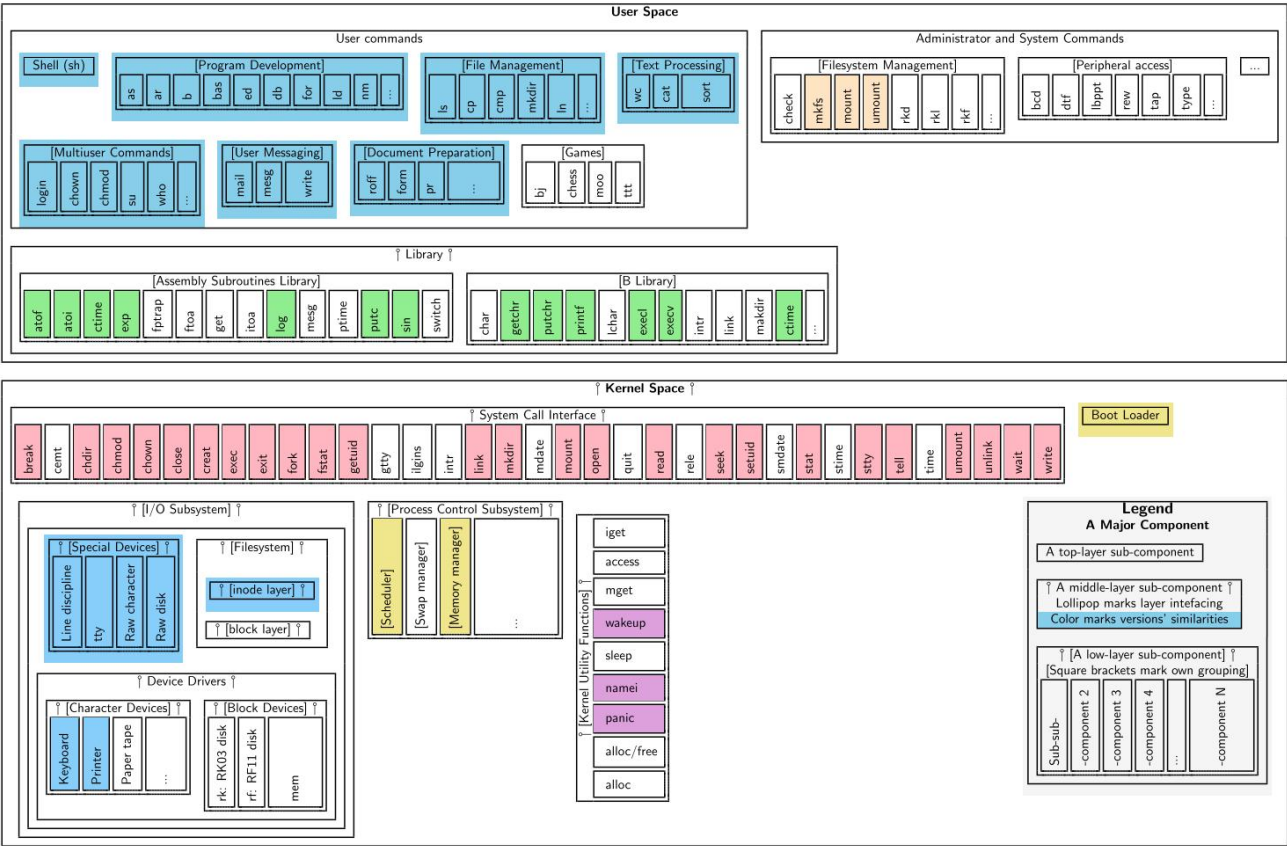 User Space
User commands
Shell (sh)
[Program Development]
as
ar
b
bas
ed
db
for
ld
nm
...
[File Management]
ls
cp
cmp
mkdir
ln
...
[Text Processing]
wc
cat
sort
[Multiuser Commands]
login
chown
chmod
su
who
...
[User Messaging]
mail
mesg
write
[Document Preparation]
roff
form
pr
...
[Games]
bj
chess
moo
ttt
Administrator and System Commands
[Filesystem Management]
check
mkfs
mount
umount
rkd
rkl
rkf
...
[Peripheral access]
bcd
dtf
lbppt
rew
tap
type
...
...
Library
[Assembly Subroutines Library]
atof
atoi
ctime
exp
fptrap
ftoa
get
itoa
log
mesg
ptime
putc
sin
switch
[B Library]
char
getchr
putchr
printf
lchar
execl
execv
intr
link
makdir
ctime
...
Kernel Space
System Call Interface
break
cemt
chdir
chmod
chown
close
creat
exec
exit
fork
fstat
getuid
gtty
ilgins
intr
link
mkdir
mdate
mount
open
quit
read
rele
seek
setuid
smdate
stat
stime
stty
tell
time
umount
unlink
wait
write
Boot Loader
[I/O Subsystem]
[Special Devices]
Line discipline
tty
Raw character
Raw disk
[Filesystem]
[inode layer]
[block layer]
Device Drivers
[Character Devices]
Keyboard
Printer
Paper tape
...
[Block Devices]
rk: RK03 disk
rf: RF11 disk
mem
[Process Control Subsystem]
[Scheduler]
[Swap manager]
[Memory manager]
...
[Kernel Utility Functions]
iget
access
mget
wakeup
sleep
namei
panic
alloc/free
alloc
Legend
A Major Component
A top-layer sub-component
A middle-layer sub-component
Lollipop marks layer intefacing
Color marks versions' similarities
[A low-layer sub-component]
[Square brackets mark own grouping]
Sub-sub-
-component 2
-component 3
-component 4
...
-component N